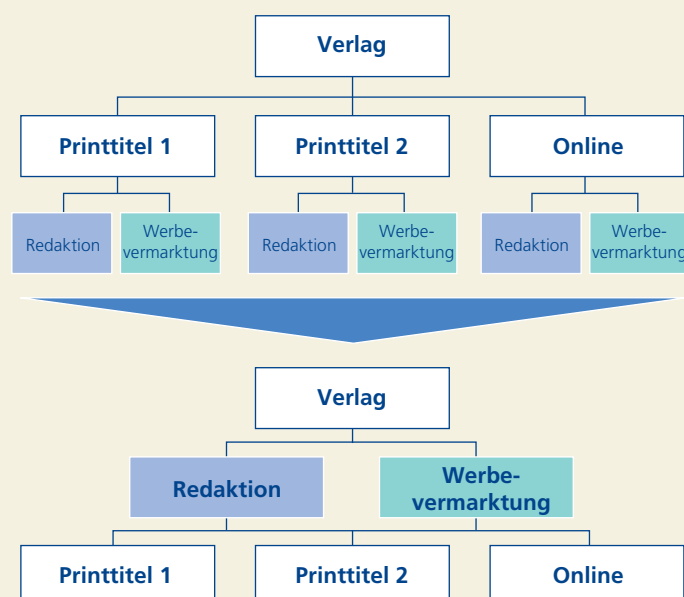 Verlag
Printtitel 1
Printtitel 2
Online
Redaktion
Werbe-
vermarktung
Redaktion
Werbe-
vermarktung
Redaktion
Werbe-
vermarktung
Verlag
Redaktion
Werbe-
vermarktung
Printtitel 1
Printtitel 2
Online